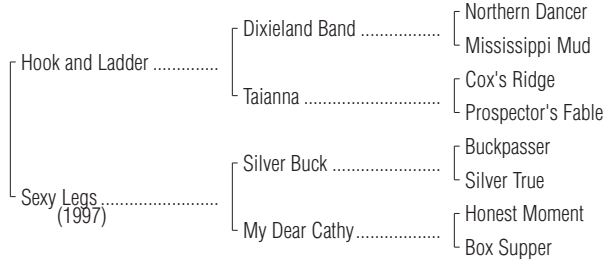 Northern Dancer
Dixieland Band ..................
Mississippi Mud
Hook and Ladder ...............
Cox's Ridge
Taianna ...............................
Prospector's Fable
Buckpasser
Silver Buck ........................
Silver True
Sexy Legs ...........................
(1997)
Honest Moment
My Dear Cathy...................
Box Supper